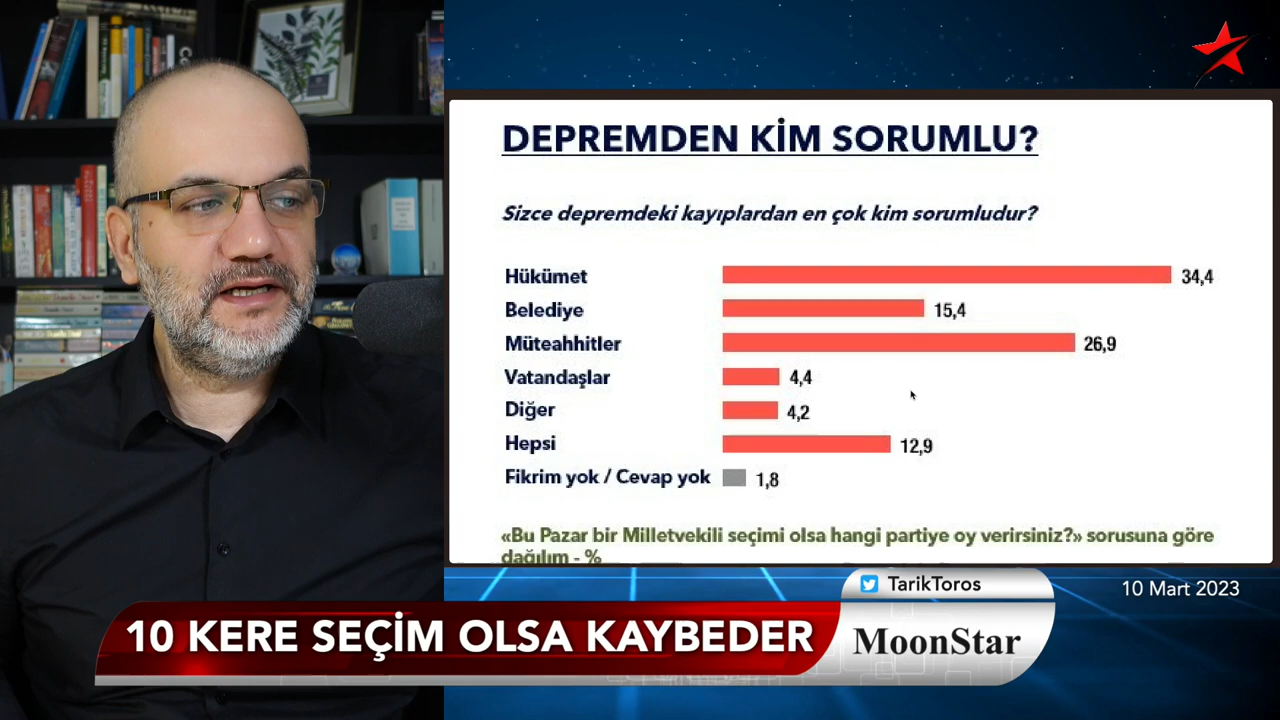 DEPREMDEN KİM SORUMLU?
Sizce depremdeki kayıplardan en çok kim sorumludur?
Hükümet 34,4
Belediye 15,4
Müteahhitler 26,9
Vatandaşlar 4,4
Diğer 4,2
Hepsi 12,9
Fikrim yok / Cevap yok 1,8
«Bu Pazar bir Milletvekili seçimi olsa hangi partiye oy verirsiniz?» sorusuna göre
dağılım - %
TarikToros
10 Mart 2023
10 KERE SEÇİM OLSA KAYBEDER
MoonStar